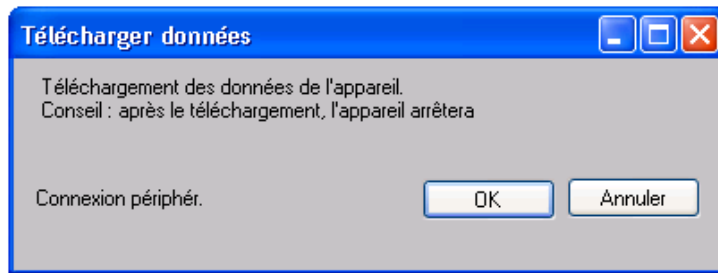 Télécharger données
Téléchargement des données de l'appareil.
Conseil : après le téléchargement, l'appareil arrêtera
Connexion périphér.
OK
Annuler